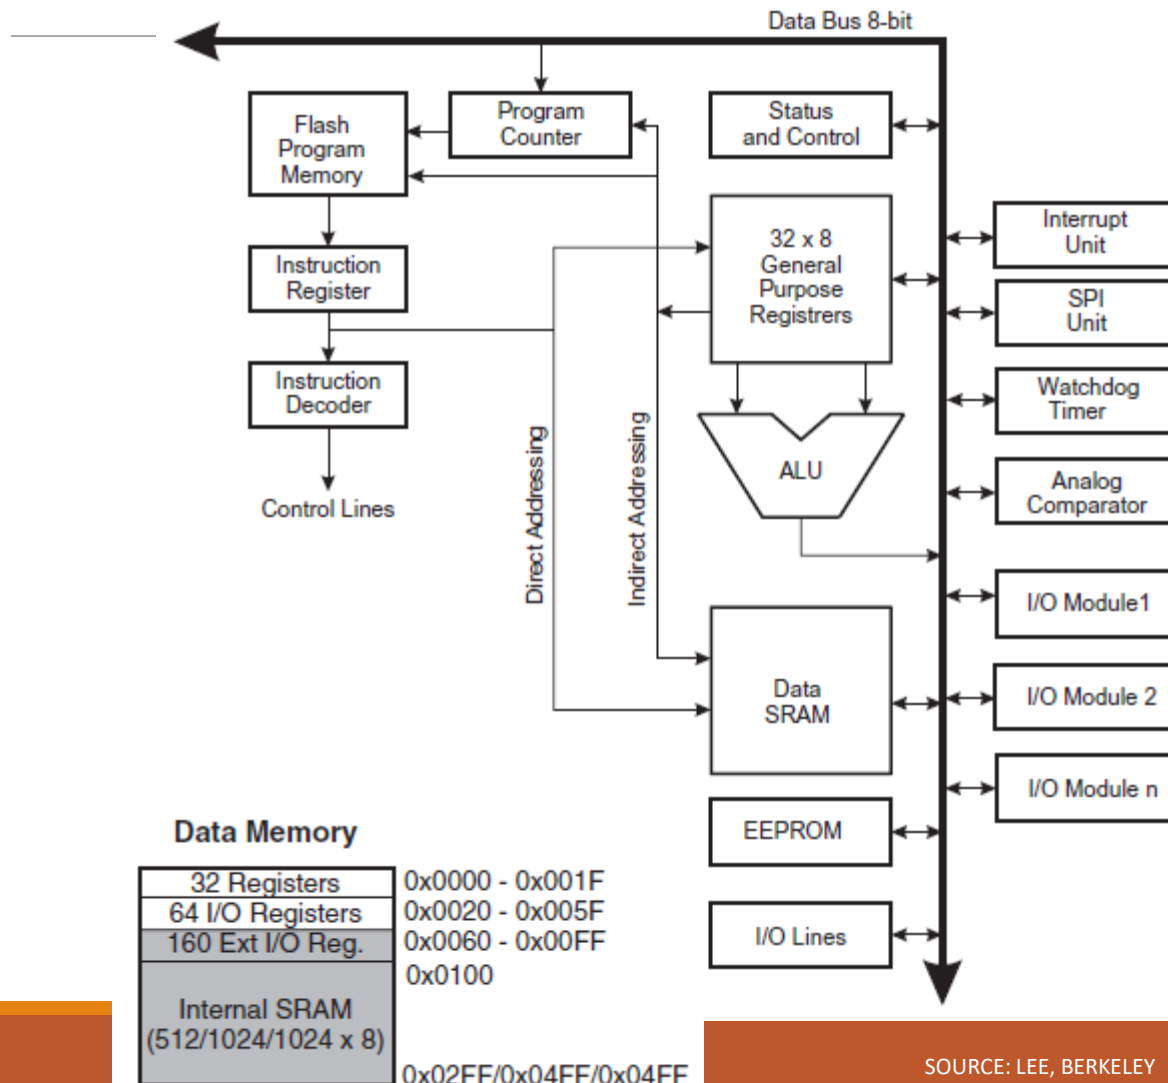 Data Bus 8-bit
Flash
Program
Memory
Program
Counter
Status
and Control
32 x 8
General
Purpose
Registrers
Interrupt
Unit
Instruction
Register
SPI
Unit
Instruction
Decoder
Watchdog
Timer
Control Lines
Direct Addressing
Indirect Addressing
ALU
Analog
Comparator
I/O Module1
Data
SRAM
I/O Module 2
I/O Module n
EEPROM
I/O Lines
Data Memory
32 Registers 0x0000 - 0x001F
64 I/O Registers 0x0020 - 0x005F
160 Ext I/O Reg. 0x0060 - 0x00FF
0x0100
Internal SRAM
(512/1024/1024 x 8)
0x02FF/0x04FF/0x04FF
SOURCE: LEE, BERKELEY